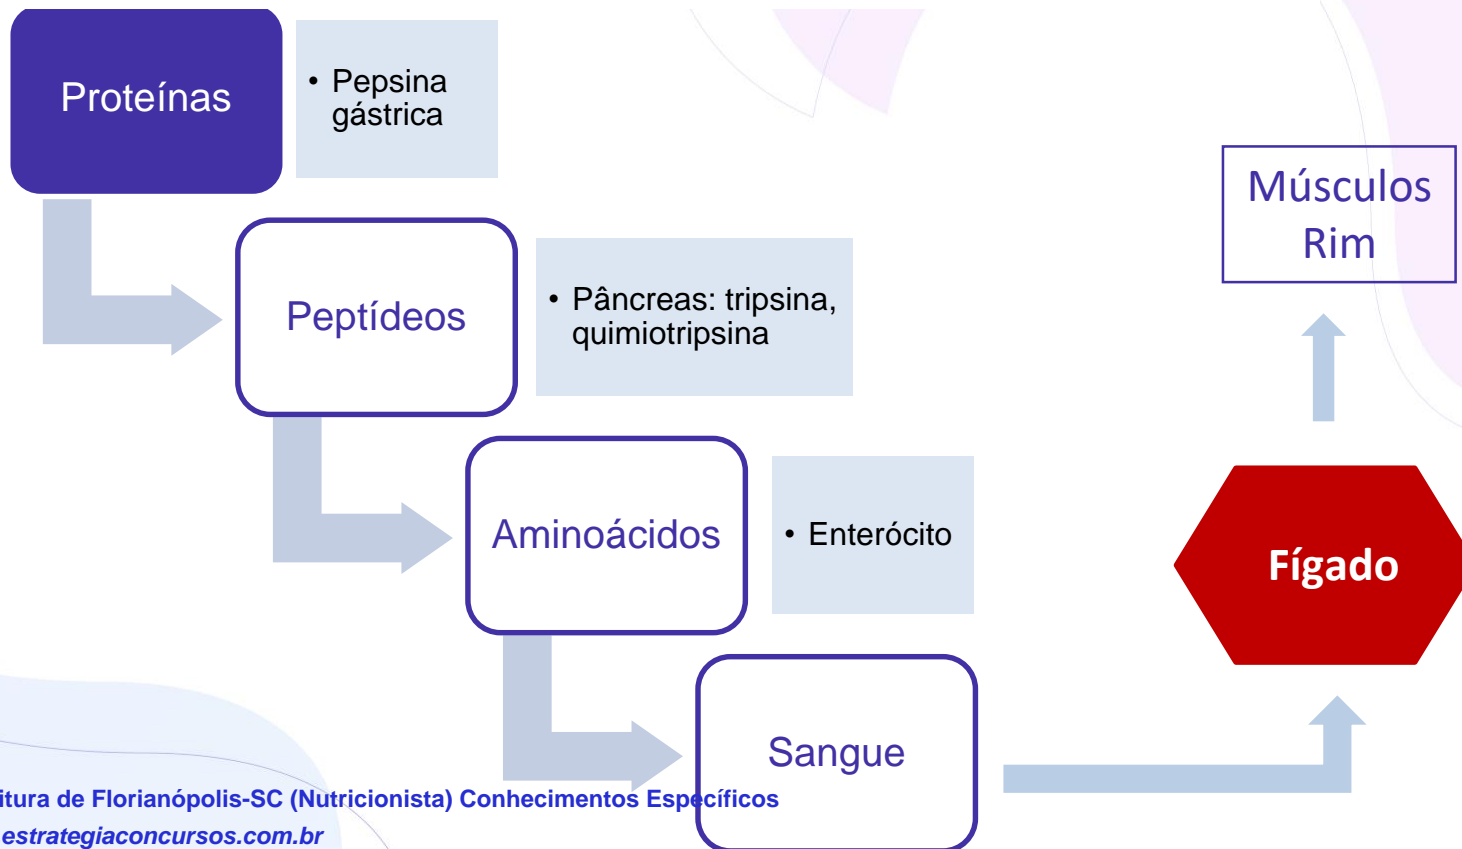 Proteínas
• Pepsina
gástrica
Peptídeos
• Pâncreas: tripsina,
quimiotripsina
Aminoácidos
• Enterócito
Sangue
Músculos
Rim
Fígado
itura de Florianópolis-SC (Nutricionista) Conhecimentos Específicos
estrategiaconcursos.com.br